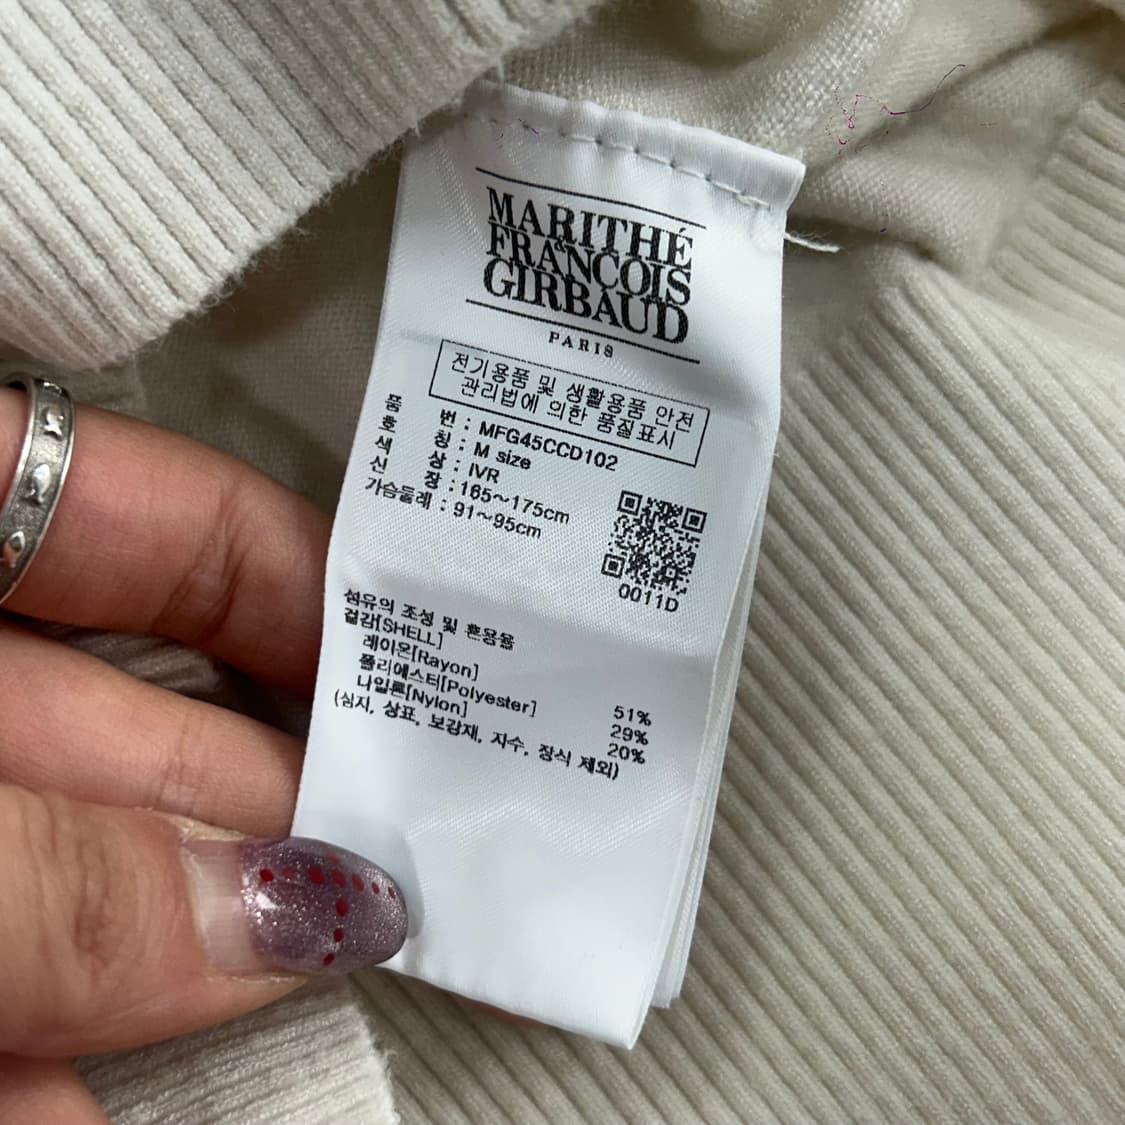 MARITHÉ
&
FRANÇOIS
GIRBAUD
PARIS
전기용품 및 생활용품 안전
관리법에 의한 품질표시
품 번 : MFG45CCD102
호 칭 : M size
색 상 : IVR
신 장 : 165~175cm
가슴둘레 : 91~95cm
0011D
섬유의 조성 및 혼용율
겉감[SHELL]
레이온[Rayon] 51%
폴리에스터[Polyester] 29%
나일론[Nylon] 20%
(심지, 상표, 보강재, 자수, 장식 제외)